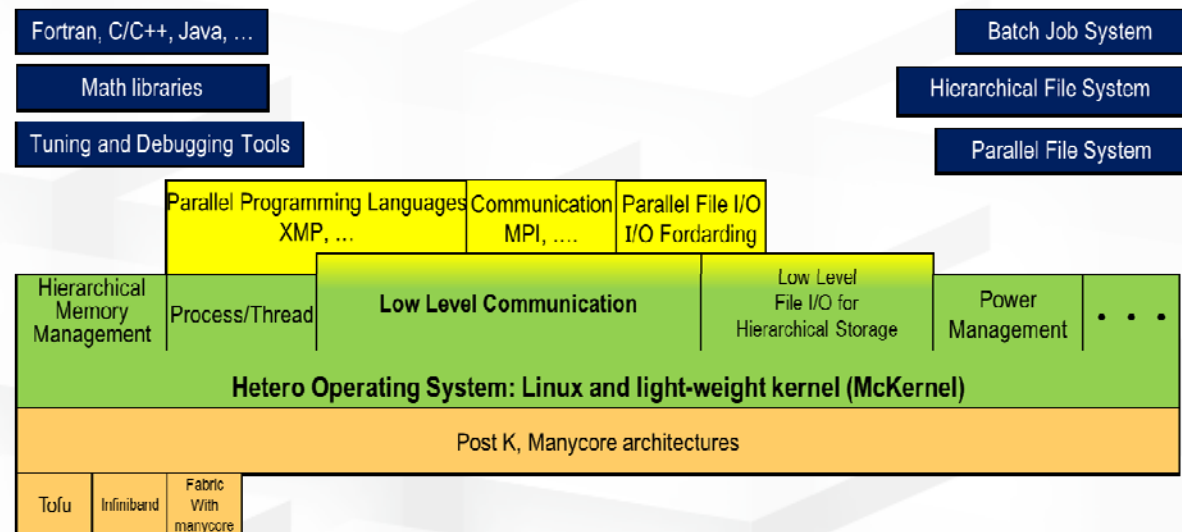 Fortran, C/C++, Java, ...
Batch Job System
Math libraries
Hierarchical File System
Tuning and Debugging Tools
Parallel File System
Parallel Programming Languages
XMP, ...
Communication
MPI, ....
Parallel File I/O
I/O Fordarding
Hierarchical
Memory
Management
Process/Thread
Low Level Communication
Low Level
File I/O for
Hierarchical Storage
Power
Management
• • •
Hetero Operating System: Linux and light-weight kernel (McKernel)
Post K, Manycore architectures
Tofu
Infiniband
Fabric
With
manycore